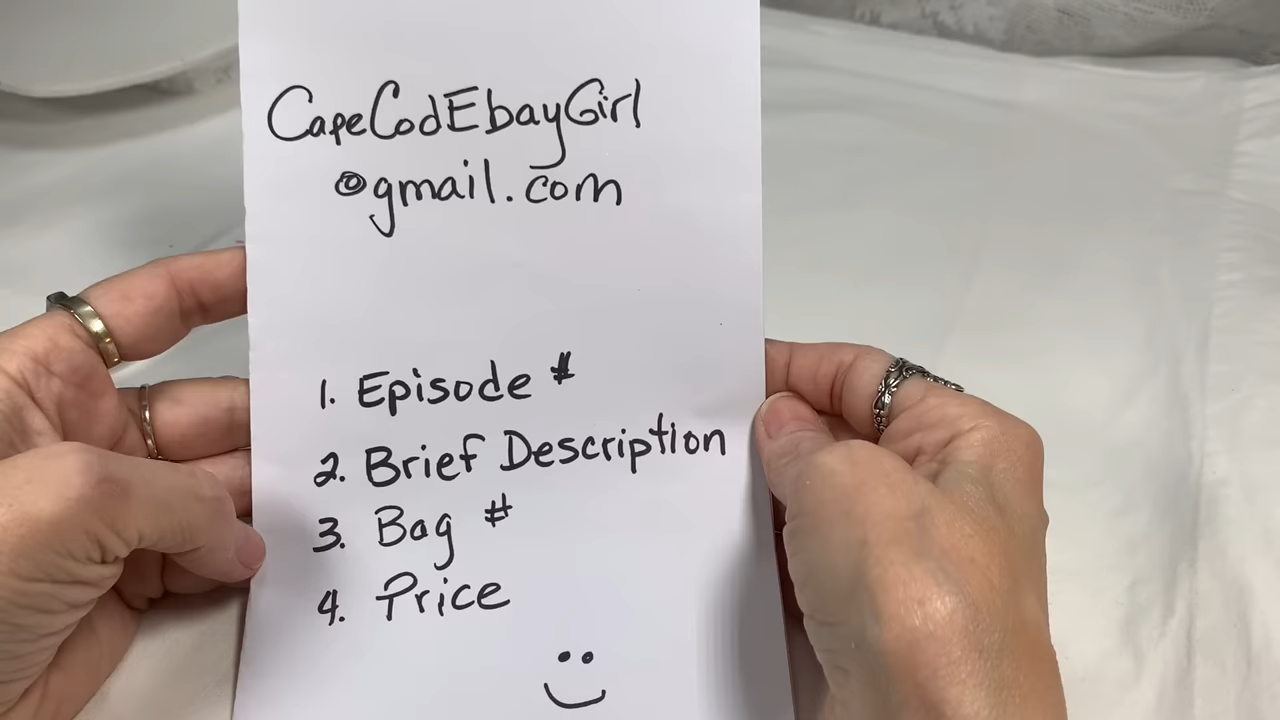 CapeCodEbayGirl
@gmail.com
1. Episode #
2. Brief Description
3. Bag #
4. Price